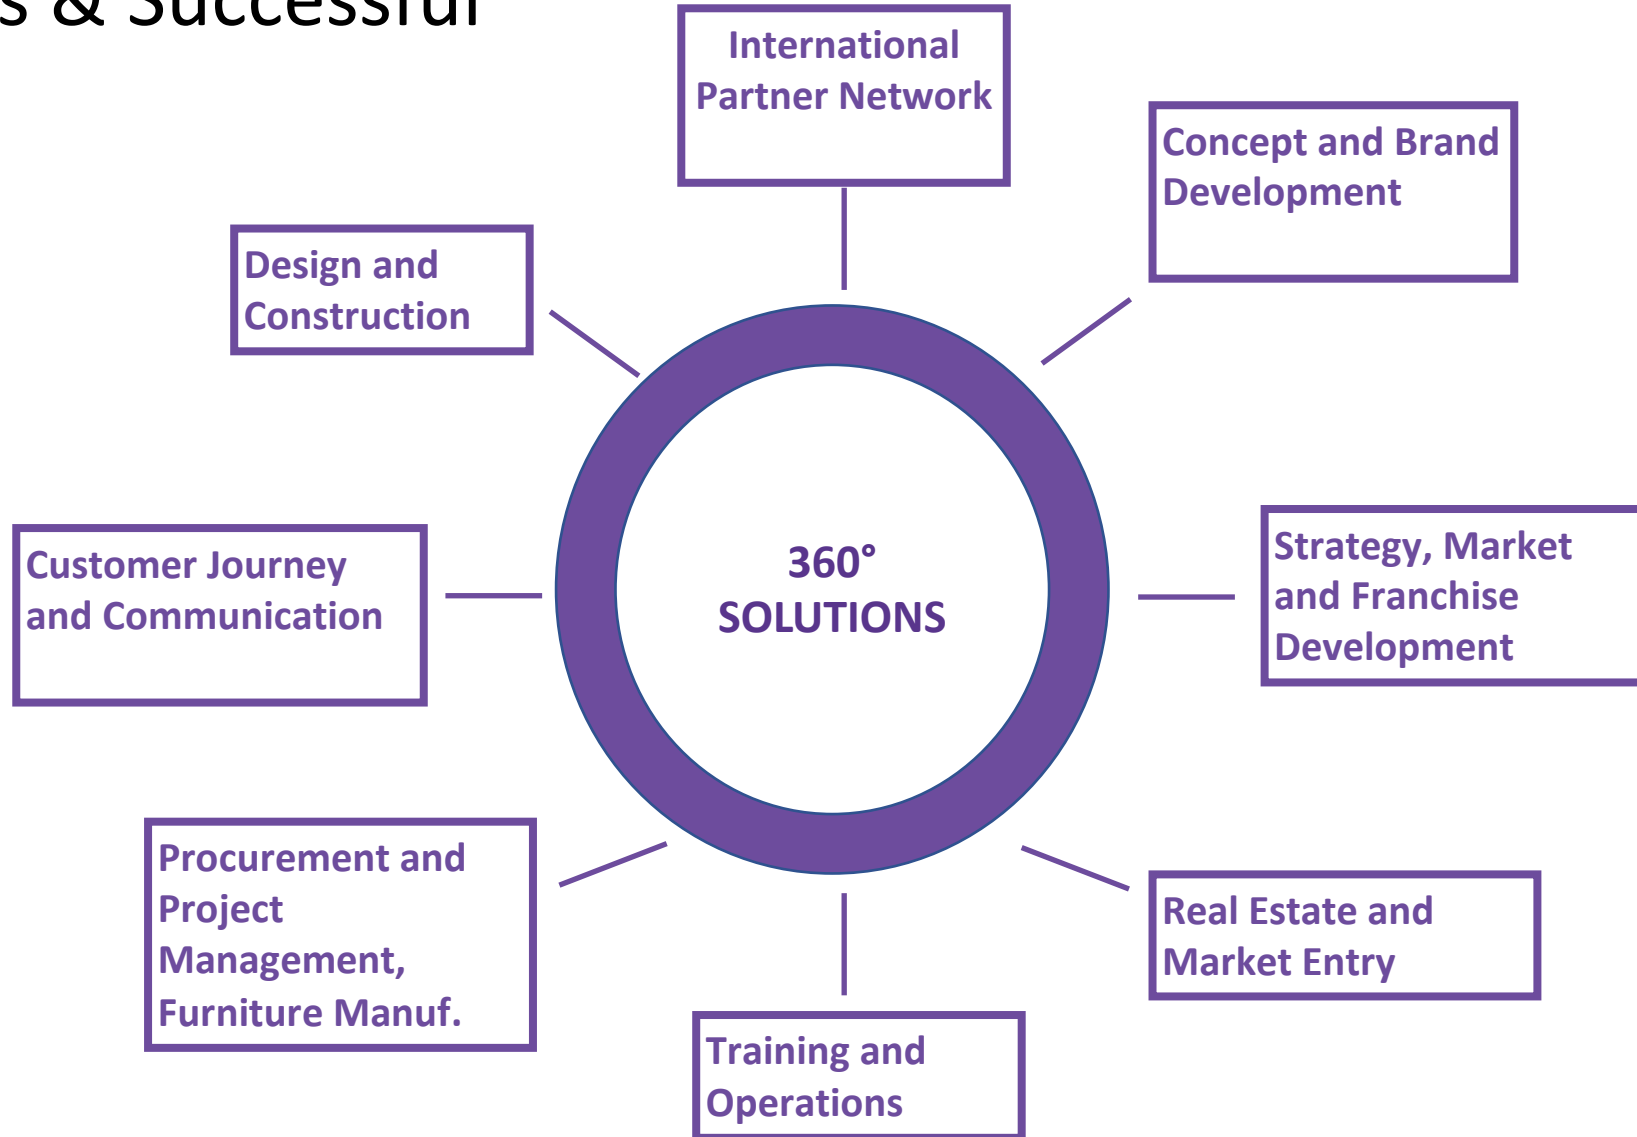 s & Successful
International
Partner Network
Concept and Brand
Development
Design and
Construction
360°
SOLUTIONS
Strategy, Market
and Franchise
Development
Customer Journey
and Communication
Procurement and
Project
Management,
Furniture Manuf.
Real Estate and
Market Entry
Training and
Operations